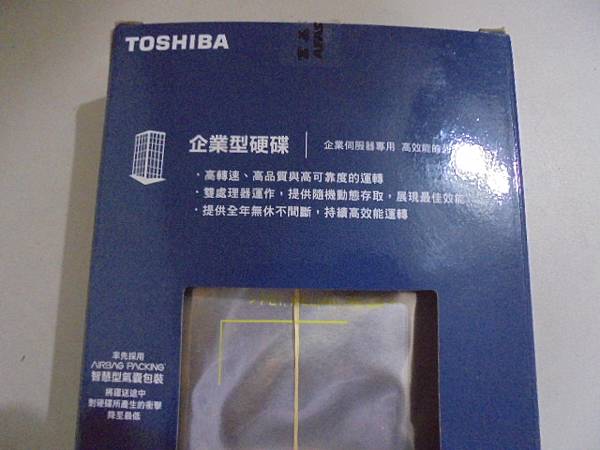 TOSHIBA
企業型硬碟
企業伺服器專用 高效能的
·高轉速、高品質與高可靠度的運轉
·雙處理器運作，提供隨機動態存取，展現最佳效能
·提供全年無休不間斷，持續高效能運轉
率先採用
AIRBAG PACKING
智慧型氣囊包裝
將運送途中
對硬碟所產生的衝擊
降至最低